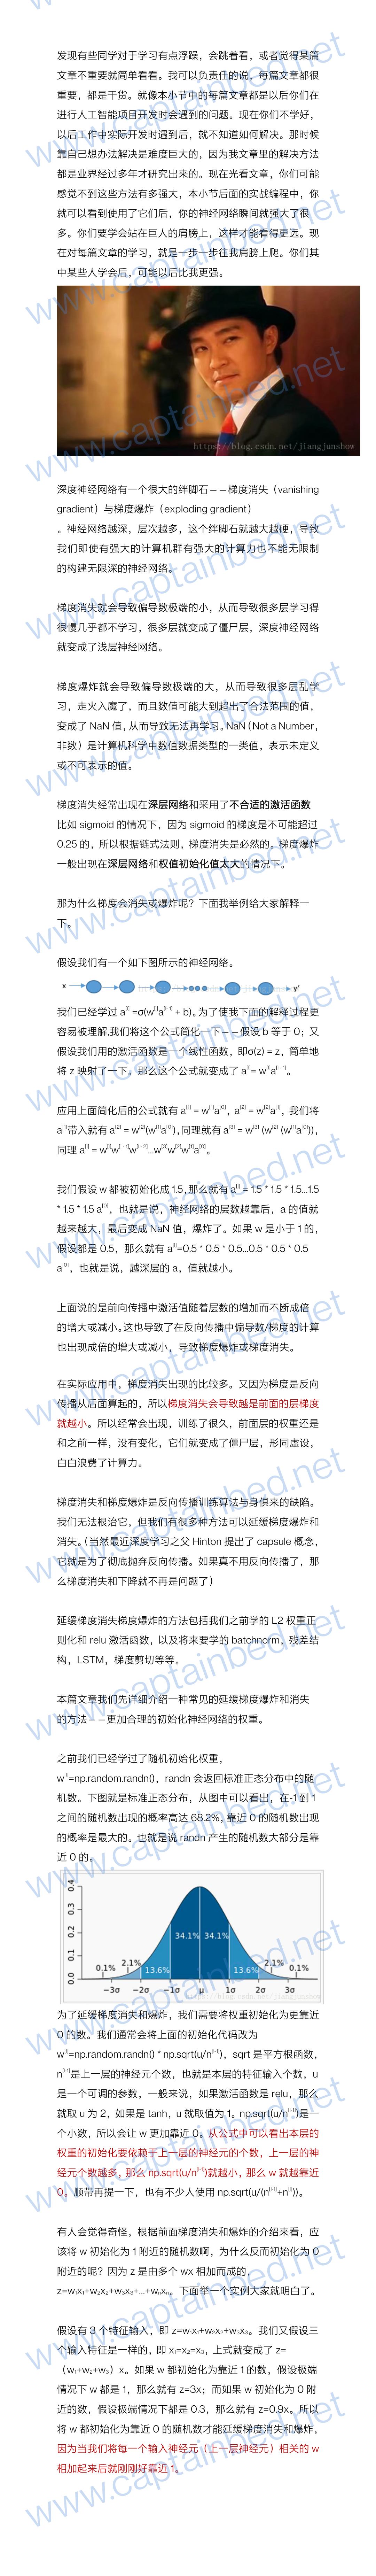 发现有些同学对于学习有点浮躁，会跳着看，或者觉得某篇
文章不重要就简单看看。我可以负责任的说，每篇文章都很
重要，都是干货。就像本小节中的每篇文章都是以后你们在
进行人工智能项目开发时会遇到的问题。现在你们不学好，
以后工作中实际开发时遇到后，就不知道如何解决。那时候
靠自己想办法解决是难度巨大的，因为我文章里的解决方法
都是业界经过多年才研究出来的。现在光看文章，你们可能
感觉不到这些方法有多强大，本小节后面的实战编程中，你
就可以看到使用了它们后，你的神经网络瞬间就强大了很
多。你们要学会站在巨人的肩膀上，这样才能看得更远。现
在对每篇文章的学习，就是一步一步往我肩膀上爬。你们其
中某些人学会后，可能以后比我更强。
https://blog.csdn.net/jiangjunshow
深度神经网络有一个很大的绊脚石——梯度消失（vanishing
gradient）与梯度爆炸（exploding gradient）
。神经网络越深，层次越多，这个绊脚石就越大越硬，导致
我们即使有强大的计算机群有强大的计算力也不能无限制
的构建无限深的神经网络。
梯度消失就会导致偏导数极端的小，从而导致很多层学习得
很慢几乎都不学习，很多层就变成了僵尸层，深度神经网络
就变成了浅层神经网络。
梯度爆炸就会导致偏导数极端的大，从而导致很多层乱学
习，走火入魔了，而且数值可能大到超出了合法范围的值，
变成了 NaN 值，从而导致无法再学习。NaN（Not a Number，
非数）是计算机科学中数值数据类型的一类值，表示未定义
或不可表示的值。
梯度消失经常出现在深层网络和采用了不合适的激活函数
比如 sigmoid 的情况下，因为 sigmoid 的梯度是不可能超过
0.25 的，所以根据链式法则，梯度消失是必然的。梯度爆炸
一般出现在深层网络和权值初始化值太大的情况下。
那为什么梯度会消失或爆炸呢？下面我举例给大家解释一
下。
假设我们有一个如下图所示的神经网络。
x y'
我们已经学过 a[l] =σ(w[l]a[l-1] + b)。为了使我下面的解释过程更
容易被理解,我们将这个公式简化一下——假设 b 等于 0；又
假设我们用的激活函数是一个线性函数，即σ(z) = z，简单地
将 z 映射了一下。那么这个公式就变成了 a[l]= w[l]a[l-1]。
应用上面简化后的公式就有 a[1] = w[1]a[0]，a[2] = w[2]a[1]，我们将
a[1]带入就有 a[2] = w[2](w[1]a[0])，同理就有 a[3] = w[3] (w[2] (w[1]a[0]))，
同理 a[l] = w[l]w[l-1]w[l-2]...w[3]w[2]w[1]a[0]。
我们假设 w 都被初始化成 1.5，那么就有 a[l] = 1.5 * 1.5 * 1.5...1.5
* 1.5 * 1.5 a[0]，也就是说，神经网络的层数越靠后，a 的值就
越来越大，最后变成 NaN 值，爆炸了。如果 w 是小于 1 的，
假设都是 0.5，那么就有 a[l]=0.5 * 0.5 * 0.5...0.5 * 0.5 * 0.5
a[0]，也就是说，越深层的 a，值就越小。
上面说的是前向传播中激活值随着层数的增加而不断成倍
的增大或减小。这也导致了在反向传播中偏导数/梯度的计算
也出现成倍的增大或减小，导致梯度爆炸或梯度消失。
在实际应用中，梯度消失出现的比较多。又因为梯度是反向
传播从后面算起的，所以梯度消失会导致越是前面的层梯度
就越小。所以经常会出现，训练了很久，前面层的权重还是
和之前一样，没有变化，它们就变成了僵尸层，形同虚设，
白白浪费了计算力。
梯度消失和梯度爆炸是反向传播训练算法与身俱来的缺陷。
我们无法根治它，但我们有很多种方法可以延缓梯度爆炸和
消失。（当然最近深度学习之父 Hinton 提出了 capsule 概念，
它就是为了彻底抛弃反向传播。如果真不用反向传播了，那
么梯度消失和下降就不再是问题了）
延缓梯度消失梯度爆炸的方法包括我们之前学的 L2 权重正
则化和 relu 激活函数，以及将来要学的 batchnorm，残差结
构，LSTM，梯度剪切等等。
本篇文章我们先详细介绍一种常见的延缓梯度爆炸和消失
的方法——更加合理的初始化神经网络的权重。
之前我们已经学过了随机初始化权重，
w[l]=np.random.randn()，randn 会返回标准正态分布中的随
机数。下图就是标准正态分布，从图中可以看出，在-1 到 1
之间的随机数出现的概率高达 68.2%，靠近 0 的随机数出现
的概率是最大的。也就是说 randn 产生的随机数大部分是靠
近 0 的。
0.4
0.3
0.2
0.1
0.0
34.1% 34.1%
0.1% 2.1% 13.6% 13.6% 2.1% 0.1%
−3σ −2σ −1σ μ 1σ 2σ 3σ
为了延缓梯度消失和爆炸，我们需要将权重初始化为更靠近
0 的数。我们通常会将上面的初始化代码改为
w[l]=np.random.randn() * np.sqrt(u/n[l-1])，sqrt 是平方根函数，
n[l-1]是上一层的神经元个数，也就是本层的特征输入个数，u
是一个可调的参数，一般来说，如果激活函数是 relu，那么
就取 u 为 2，如果是 tanh，u 就取值为 1。np.sqrt(u/n[l-1])是一
个小数，所以会让 w 更加靠近 0。从公式中可以看出本层的
权重的初始化要依赖于上一层的神经元的个数，上一层的神
经元个数越多，那么 np.sqrt(u/n[l-1])就越小，那么 w 就越靠近
0。顺带再提一下，也有不少人使用 np.sqrt(u/(n[l-1]+n[l]))。
有人会觉得奇怪，根据前面梯度消失和爆炸的介绍来看，应
该将 w 初始化为 1 附近的随机数啊，为什么反而初始化为 0
附近的呢？因为 z 是由多个 wx 相加而成的，
z=w₁x₁+w₂x₂+w₃x₃+...+wₙxₙ。下面举一个实例大家就明白了。
假设有 3 个特征输入，即 z=w₁x₁+w₂x₂+w₃x₃。我们又假设三
个输入特征是一样的，即 x₁=x₂=x₃，上式就变成了 z=
（w₁+w₂+w₃）x。如果 w 都初始化为靠近 1 的数，假设极端
情况下 w 都是 1，那么就有 z=3x；而如果 w 初始化为 0 附
近的数，假设极端情况下都是 0.3，那么就有 z=0.9x。所以
将 w 都初始化为靠近 0 的随机数才能延缓梯度消失和爆炸，
因为当我们将每一个输入神经元（上一层神经元）相关的 w
相加起来后就刚刚好靠近 1。
www.captainbed.net